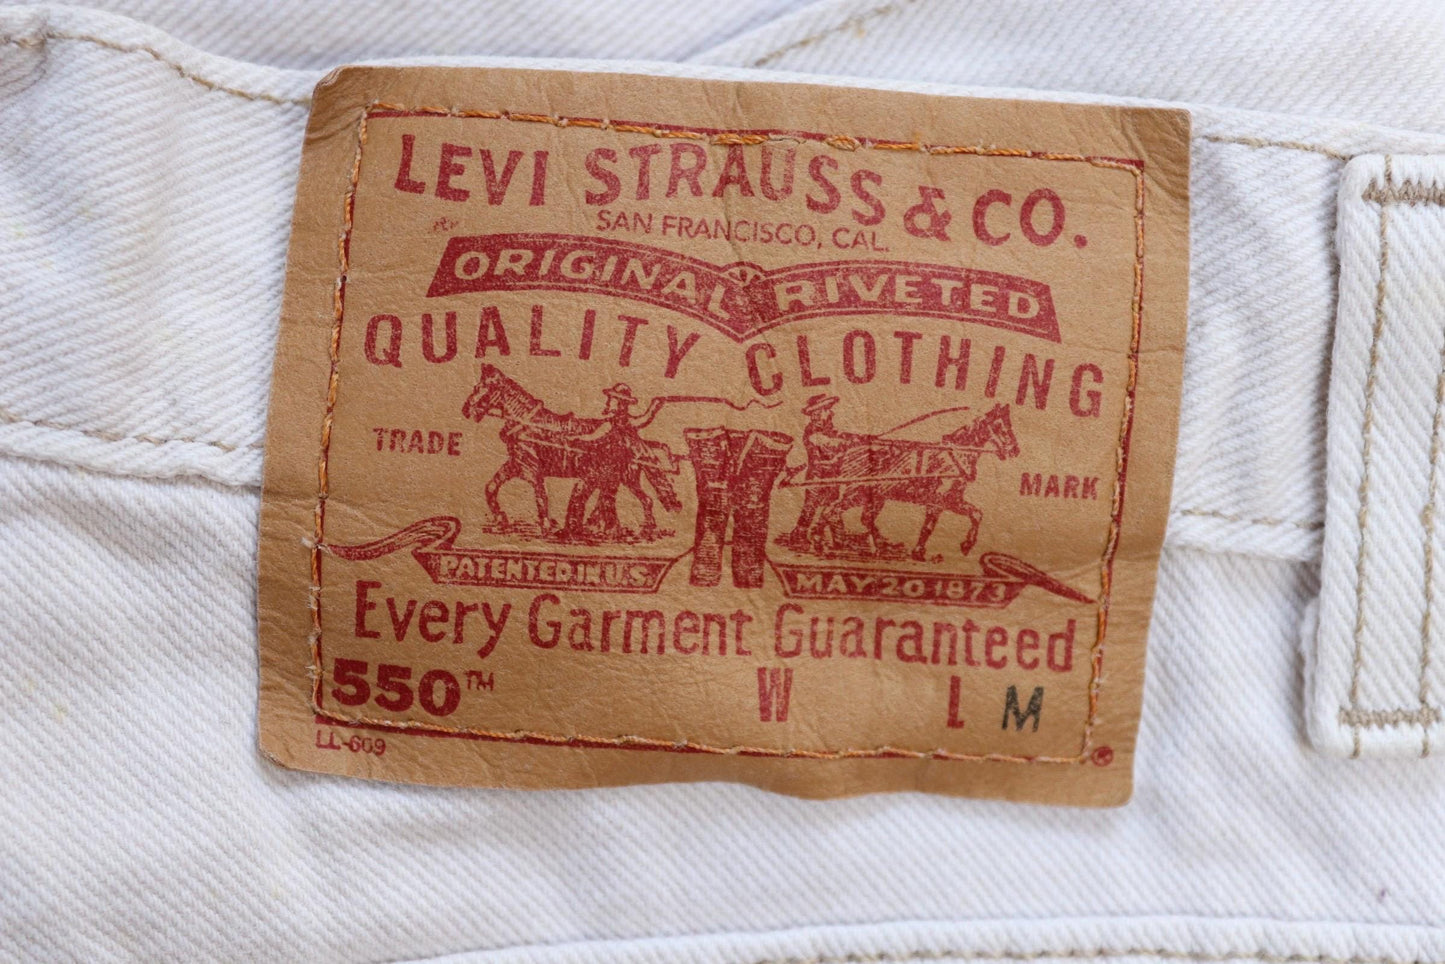 LEVI STRAUSS & CO.
SAN FRANCISCO, CAL.
ORIGINAL RIVETED
QUALITY CLOTHING
TRADE MARK
PATENTED IN U.S. MAY 20 1873
Every Garment Guaranteed
550™ W L M
LL-609 ®